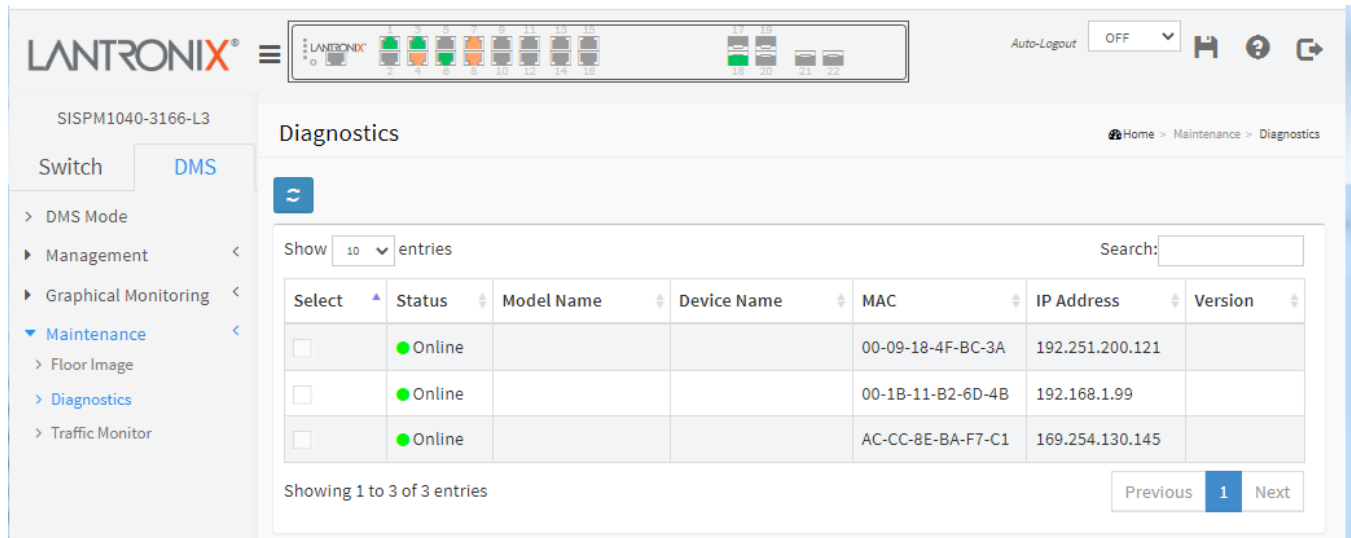 LANTRONIX®
LANTRONIX
1 3 5 7 9 11 13 15 17 19
2 4 6 8 10 12 14 16 18 20 21 22
Auto-Logout OFF
SISPM1040-3166-L3
Switch DMS
DMS Mode
Management
Graphical Monitoring
Maintenance
Floor Image
Diagnostics
Traffic Monitor
Diagnostics
Home > Maintenance > Diagnostics
Show 10 entries Search:
Select Status Model Name Device Name MAC IP Address Version
Online 00-09-18-4F-BC-3A 192.251.200.121
Online 00-1B-11-B2-6D-4B 192.168.1.99
Online AC-CC-8E-BA-F7-C1 169.254.130.145
Showing 1 to 3 of 3 entries
Previous 1 Next